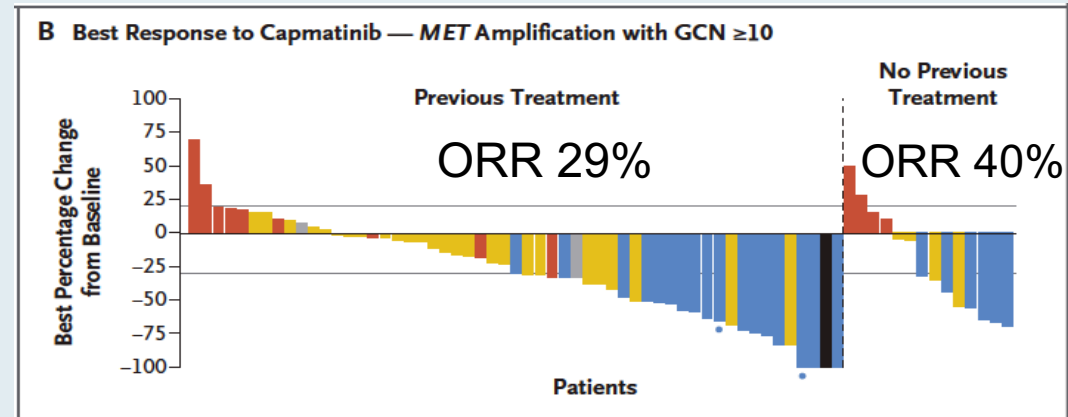 B Best Response to Capmatinib — MET Amplification with GCN ≥10
No Previous
Treatment
Previous Treatment
ORR 29%
ORR 40%
Best Percentage Change
from Baseline
100
75
50
25
0
−25
−50
−75
−100
Patients